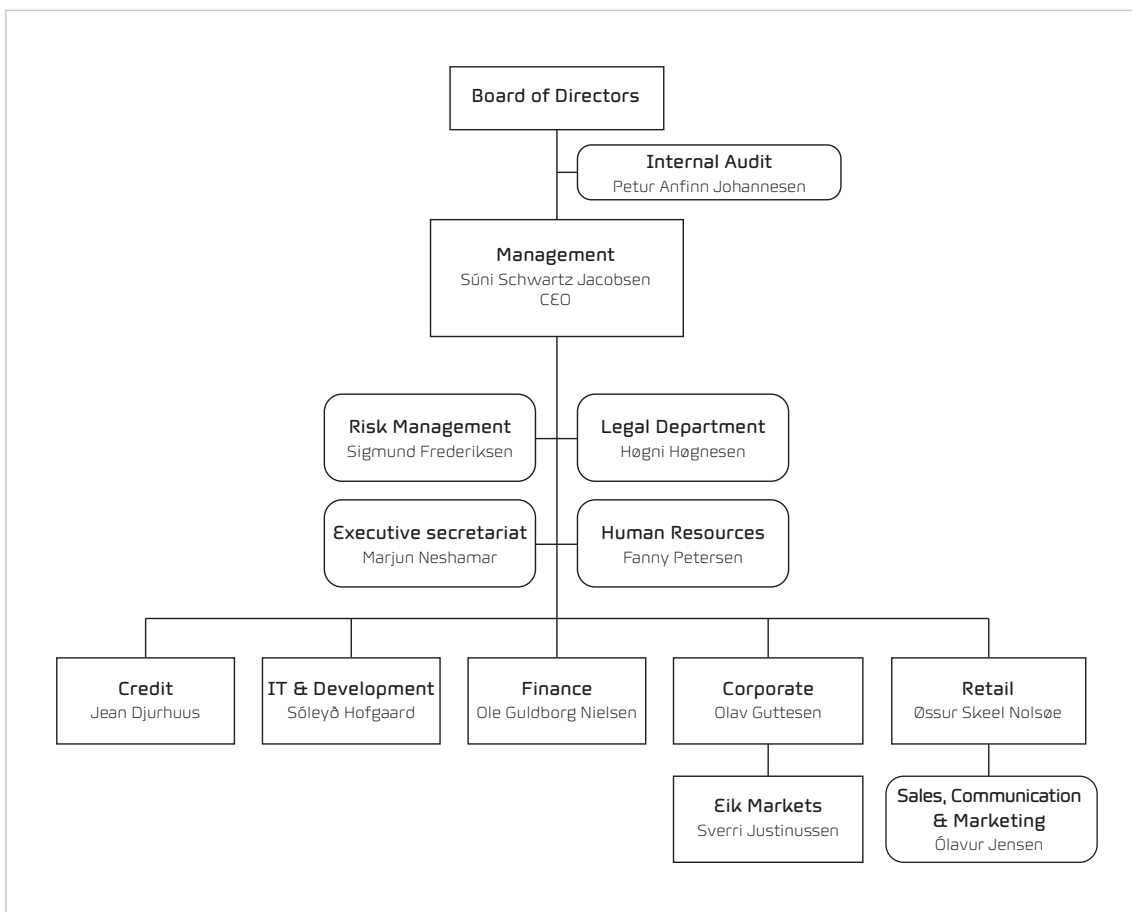 Board of Directors
Internal Audit
Petur Anfinn Johannesen
Management
Súni Schwartz Jacobsen
CEO
Risk Management
Sigmund Frederiksen
Legal Department
Høgni Høgnesen
Executive secretariat
Marjun Neshamar
Human Resources
Fanny Petersen
Credit
Jean Djurhuus
IT & Development
Sóleyð Hofgaard
Finance
Ole Guldborg Nielsen
Corporate
Olav Guttesen
Retail
Øssur Skeel Nolsøe
Eik Markets
Sverri Justinussen
Sales, Communication
& Marketing
Ólavur Jensen